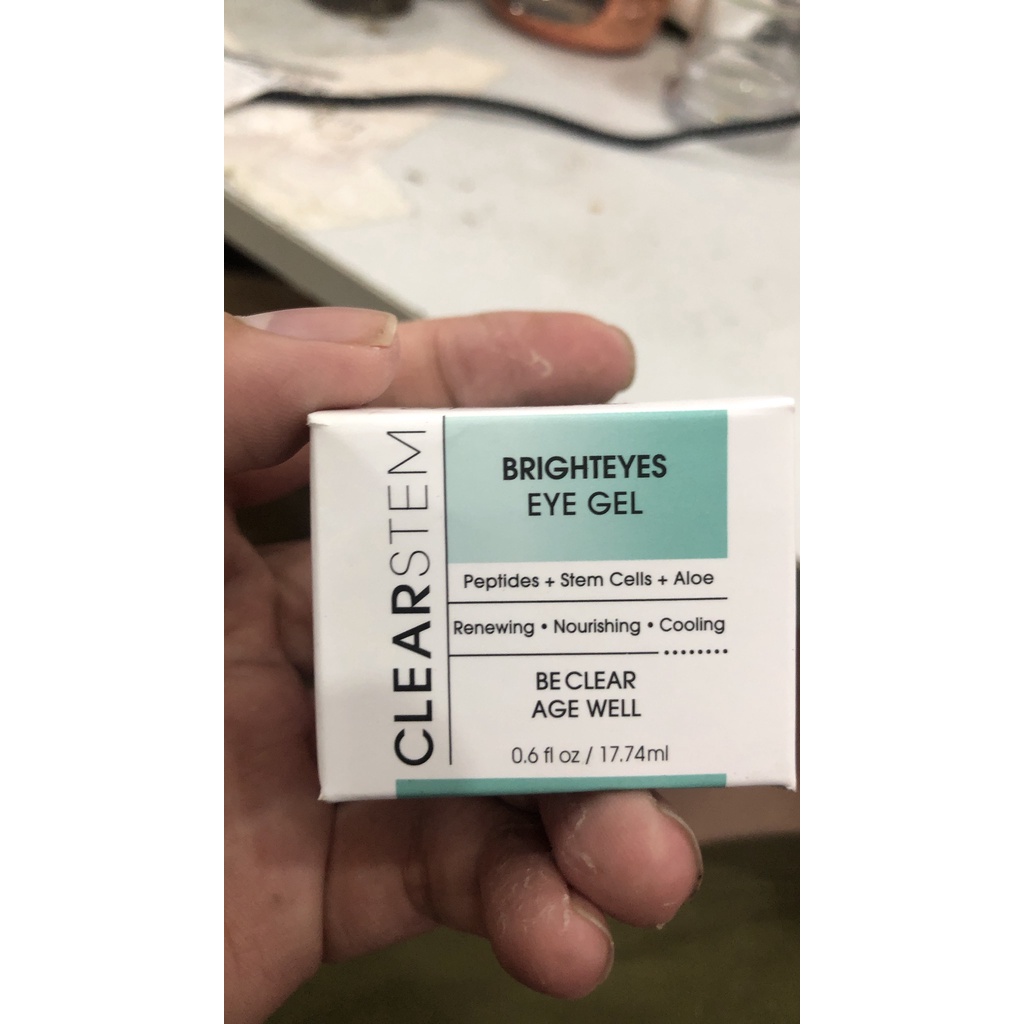 CLEARSTEM
BRIGHTEYES
EYE GEL
Peptides + Stem Cells + Aloe
Renewing • Nourishing • Cooling
BE CLEAR
AGE WELL
0.6 fl oz / 17.74ml